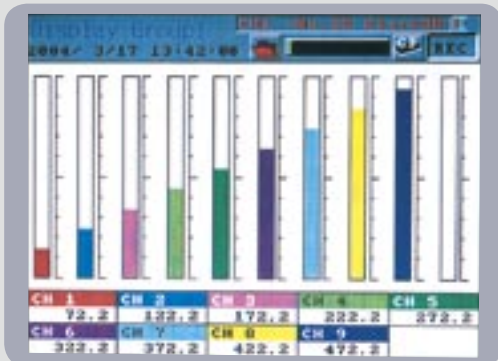 Display Group1
2004/ 3/17 13:42:00 REC
CH 1 CH 2 CH 3 CH 4 CH 5
72.2 122.2 172.2 222.2 272.2
CH 6 CH 7 CH 8 CH 9
322.2 372.2 422.2 472.2